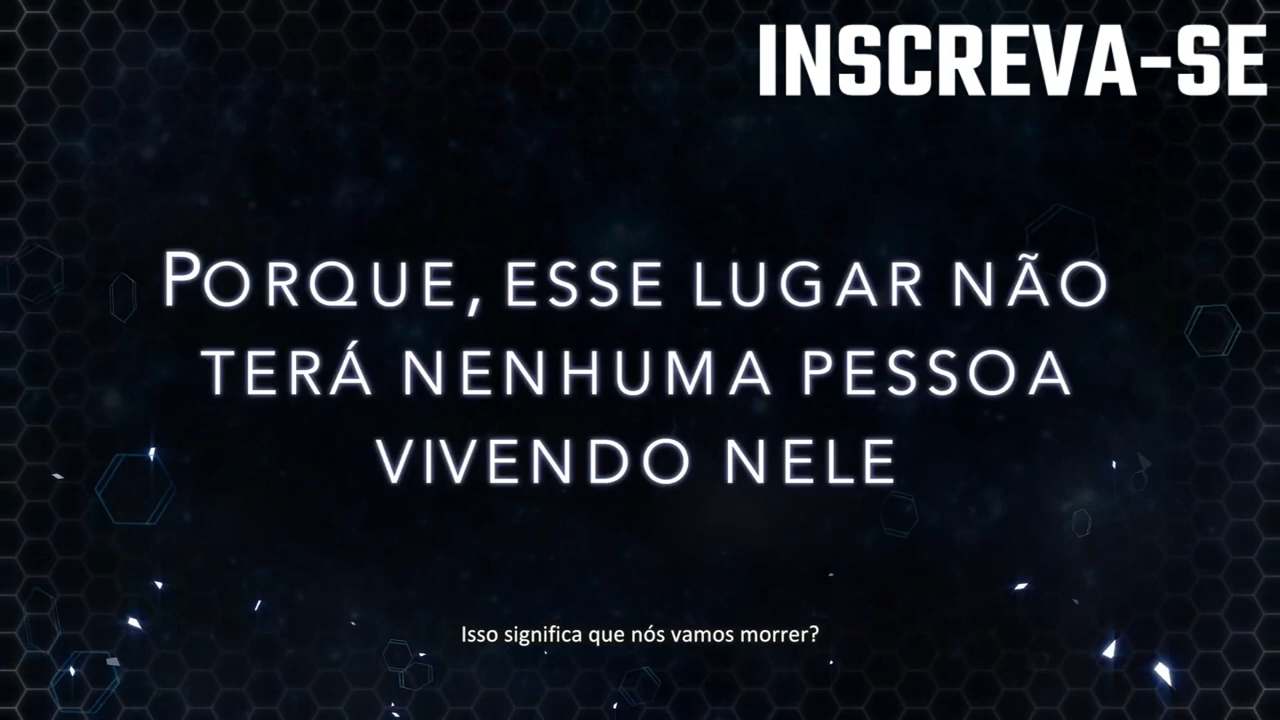 INSCREVA-SE
PORQUE, ESSE LUGAR NÃO
TERÁ NENHUMA PESSOA
VIVENDO NELE
Isso significa que nós vamos morrer?